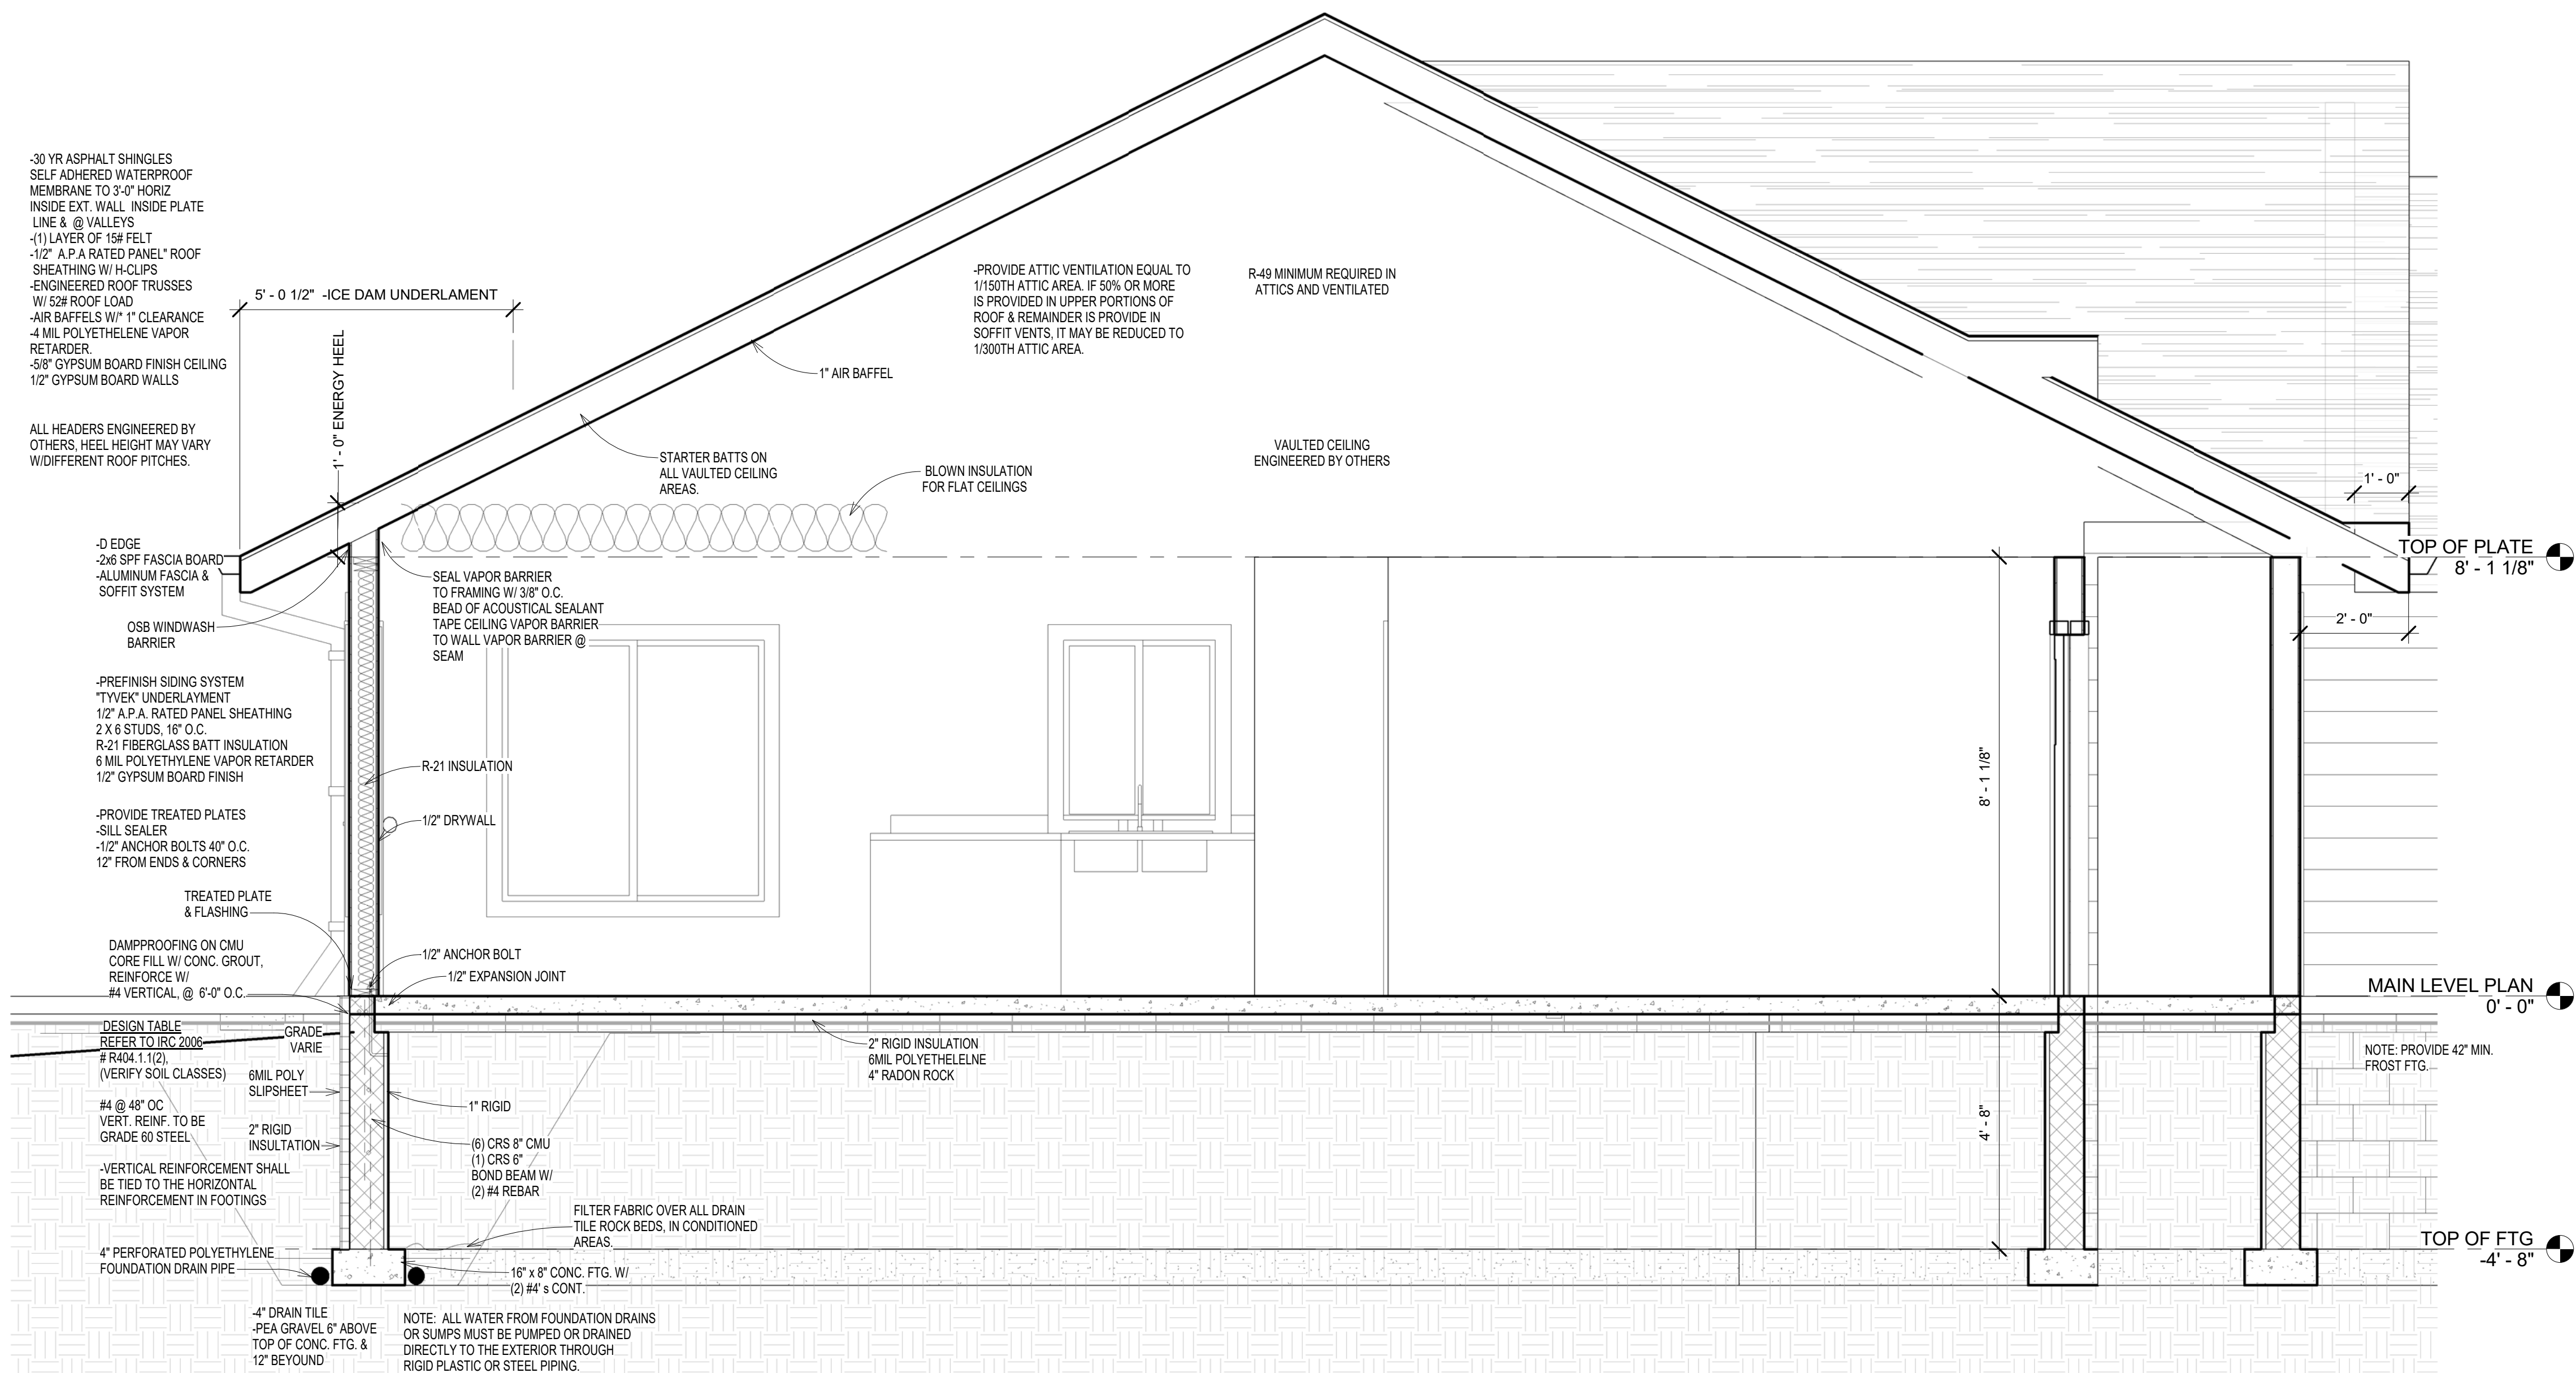 -30 YR ASPHALT SHINGLES
SELF ADHERED WATERPROOF
MEMBRANE TO 3'-0" HORIZ
INSIDE EXT. WALL INSIDE PLATE
LINE & @ VALLEYS
-(1) LAYER OF 15# FELT
-1/2" A.P.A RATED PANEL" ROOF
SHEATHING W/ H-CLIPS
-ENGINEERED ROOF TRUSSES
W/ 52# ROOF LOAD
-AIR BAFFELS W/* 1" CLEARANCE
-4 MIL POLYETHELENE VAPOR
RETARDER.
-5/8" GYPSUM BOARD FINISH CEILING
1/2" GYPSUM BOARD WALLS
ALL HEADERS ENGINEERED BY
OTHERS, HEEL HEIGHT MAY VARY
W/DIFFERENT ROOF PITCHES.
5' - 0 1/2" -ICE DAM UNDERLAMENT
1' - 0" ENERGY HEEL
1" AIR BAFFEL
-PROVIDE ATTIC VENTILATION EQUAL TO
1/150TH ATTIC AREA. IF 50% OR MORE
IS PROVIDED IN UPPER PORTIONS OF
ROOF & REMAINDER IS PROVIDE IN
SOFFIT VENTS, IT MAY BE REDUCED TO
1/300TH ATTIC AREA.
R-49 MINIMUM REQUIRED IN
ATTICS AND VENTILATED
STARTER BATTS ON
ALL VAULTED CEILING
AREAS.
BLOWN INSULATION
FOR FLAT CEILINGS
VAULTED CEILING
ENGINEERED BY OTHERS
1' - 0"
TOP OF PLATE
8' - 1 1/8"
2' - 0"
-D EDGE
-2x6 SPF FASCIA BOARD
-ALUMINUM FASCIA &
SOFFIT SYSTEM
OSB WINDWASH
BARRIER
SEAL VAPOR BARRIER
TO FRAMING W/ 3/8" O.C.
BEAD OF ACOUSTICAL SEALANT
TAPE CEILING VAPOR BARRIER
TO WALL VAPOR BARRIER @
SEAM
-PREFINISH SIDING SYSTEM
"TYVEK" UNDERLAYMENT
1/2" A.P.A. RATED PANEL SHEATHING
2 X 6 STUDS, 16" O.C.
R-21 FIBERGLASS BATT INSULATION
6 MIL POLYETHYLENE VAPOR RETARDER
1/2" GYPSUM BOARD FINISH
R-21 INSULATION
1/2" DRYWALL
8' - 1 1/8"
-PROVIDE TREATED PLATES
-SILL SEALER
-1/2" ANCHOR BOLTS 40" O.C.
12" FROM ENDS & CORNERS
TREATED PLATE
& FLASHING
DAMPPROOFING ON CMU
CORE FILL W/ CONC. GROUT,
REINFORCE W/
#4 VERTICAL, @ 6'-0" O.C.
1/2" ANCHOR BOLT
1/2" EXPANSION JOINT
MAIN LEVEL PLAN
0' - 0"
DESIGN TABLE
REFER TO IRC 2006
# R404.1.1(2),
(VERIFY SOIL CLASSES)
GRADE
VARIE
#4 @ 48" OC
VERT. REINF. TO BE
GRADE 60 STEEL
6MIL POLY
SLIPSHEET
2" RIGID
INSULTATION
-VERTICAL REINFORCEMENT SHALL
BE TIED TO THE HORIZONTAL
REINFORCEMENT IN FOOTINGS
1" RIGID
(6) CRS 8" CMU
(1) CRS 6"
BOND BEAM W/
(2) #4 REBAR
2" RIGID INSULATION
6MIL POLYETHELELNE
4" RADON ROCK
4' - 8"
NOTE: PROVIDE 42" MIN.
FROST FTG.
FILTER FABRIC OVER ALL DRAIN
TILE ROCK BEDS, IN CONDITIONED
AREAS.
4" PERFORATED POLYETHYLENE
FOUNDATION DRAIN PIPE
16" x 8" CONC. FTG. W/
(2) #4' s CONT.
TOP OF FTG
-4' - 8"
-4" DRAIN TILE
-PEA GRAVEL 6" ABOVE
TOP OF CONC. FTG. &
12" BEYOUND
NOTE: ALL WATER FROM FOUNDATION DRAINS
OR SUMPS MUST BE PUMPED OR DRAINED
DIRECTLY TO THE EXTERIOR THROUGH
RIGID PLASTIC OR STEEL PIPING.